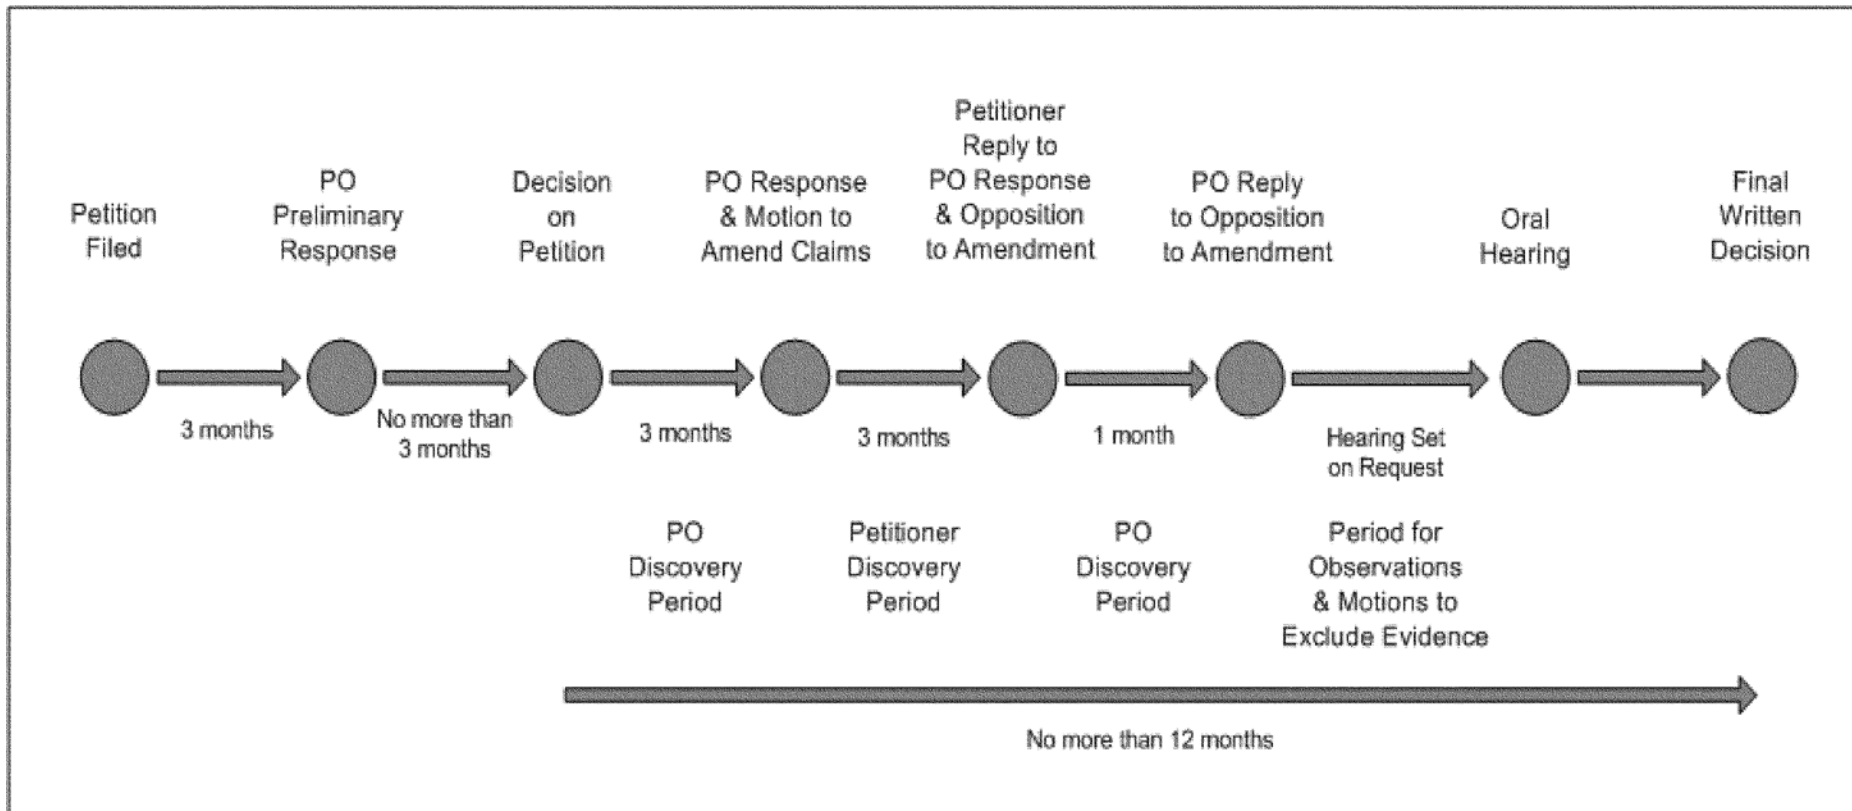 Petition
Filed
PO
Preliminary
Response
Decision
on
Petition
PO Response
& Motion to
Amend Claims
Petitioner
Reply to
PO Response
& Opposition
to Amendment
PO Reply
to Opposition
to Amendment
Oral
Hearing
Final
Written
Decision
3 months
No more than
3 months
3 months
3 months
1 month
Hearing Set
on Request
PO
Discovery
Period
Petitioner
Discovery
Period
PO
Discovery
Period
Period for
Observations
& Motions to
Exclude Evidence
No more than 12 months